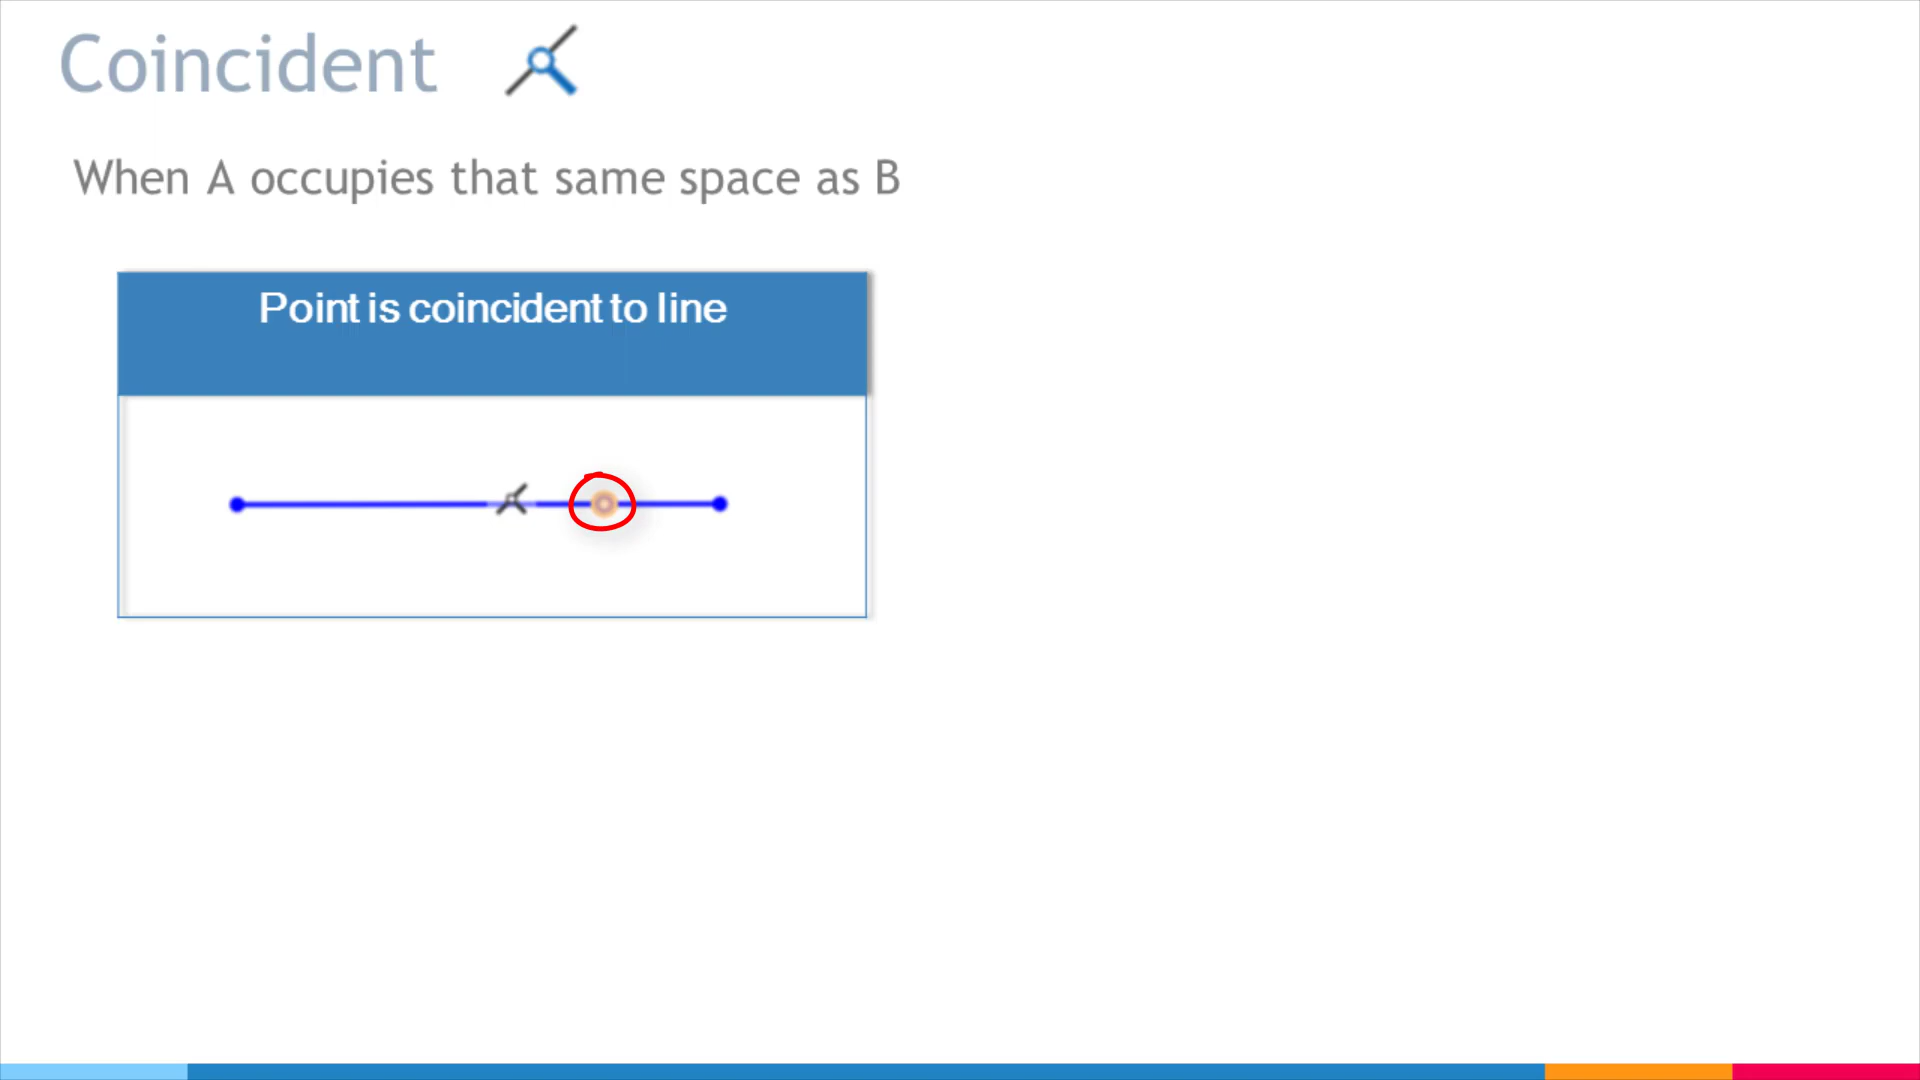 Coincident
When A occupies that same space as B
Point is coincident to line